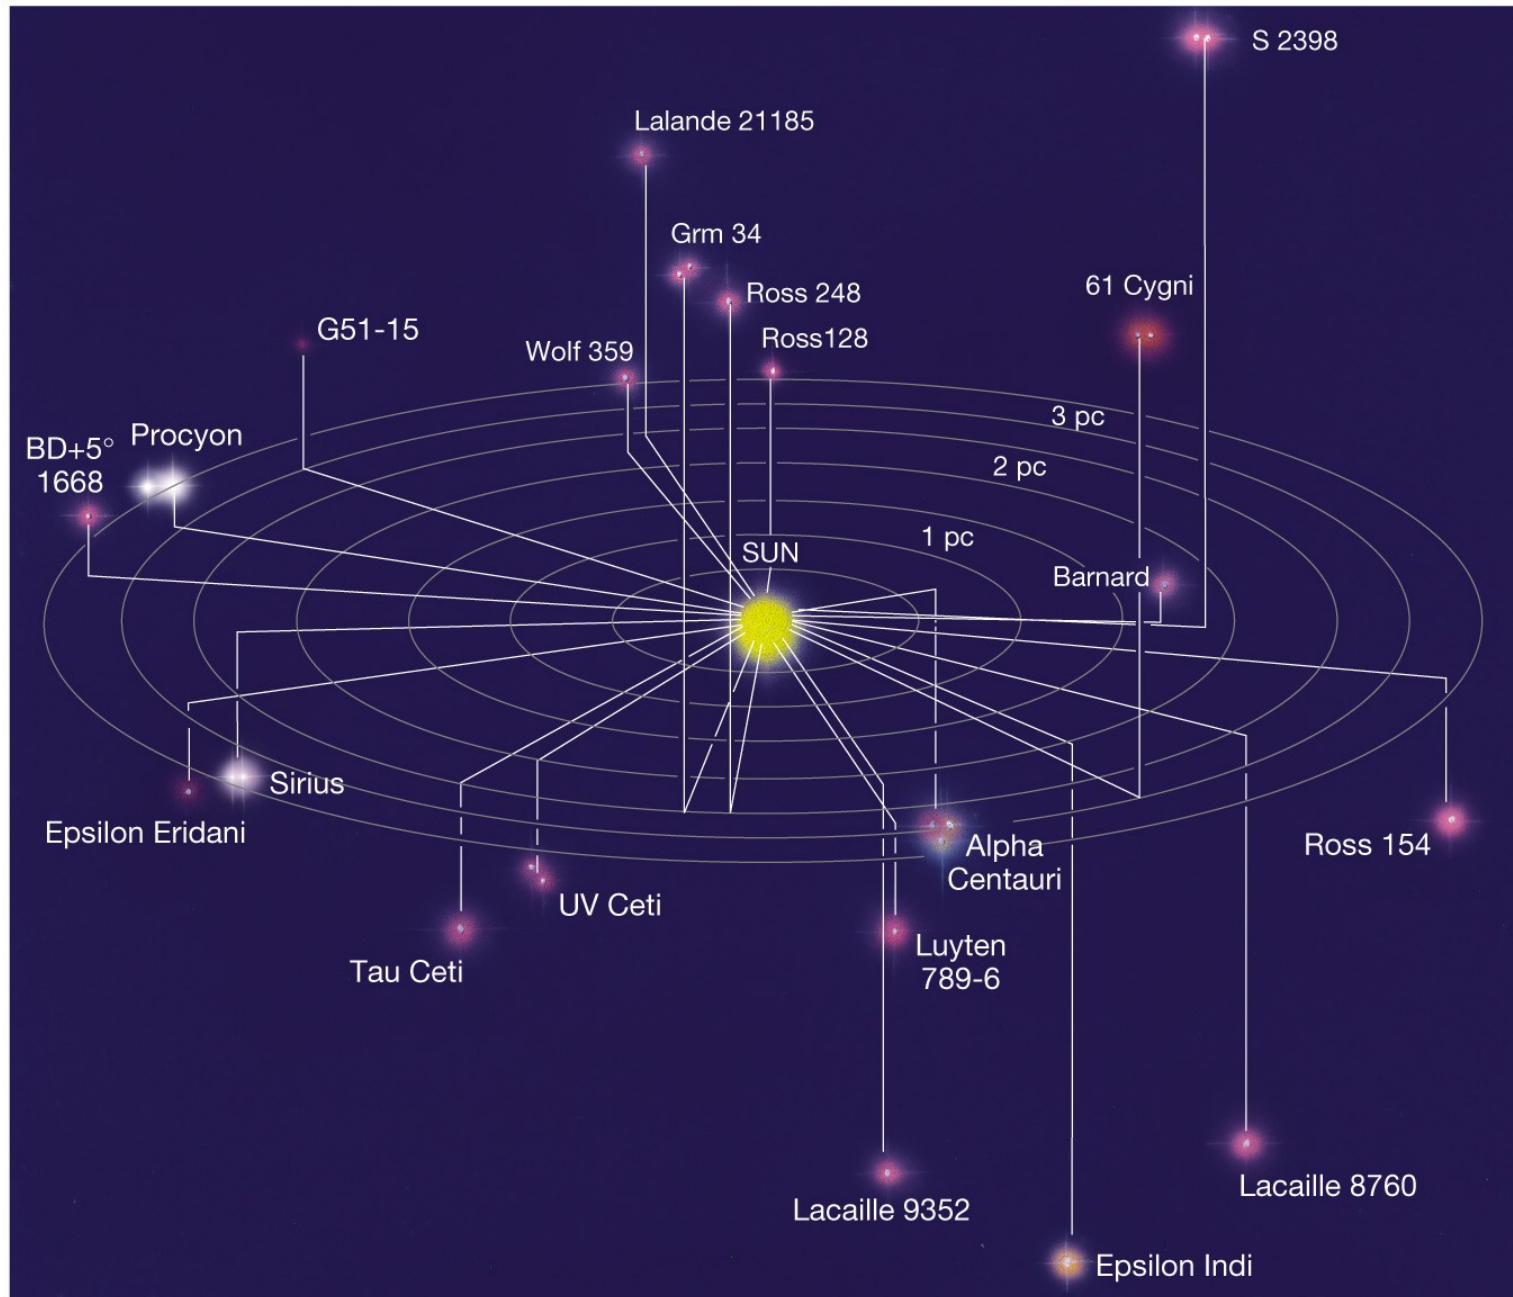 S 2398
Lalande 21185
Grm 34
61 Cygni
Ross 248
G51-15
Ross128
Wolf 359
3 pc
Procyon
BD+5°
1668
2 pc
1 pc
SUN
Barnard
Sirius
Epsilon Eridani
Alpha
Centauri
Ross 154
UV Ceti
Luyten
789-6
Tau Ceti
Lacaille 8760
Lacaille 9352
Epsilon Indi